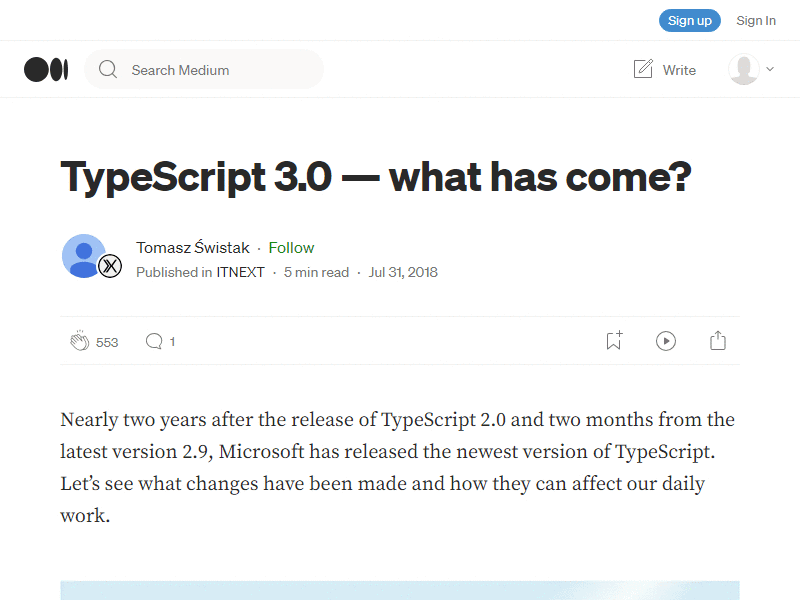 Sign up Sign In
Search Medium Write
TypeScript 3.0 — what has come?
Tomasz Świstak · Follow
Published in ITNEXT · 5 min read · Jul 31, 2018
553 1
Nearly two years after the release of TypeScript 2.0 and two months from the
latest version 2.9, Microsoft has released the newest version of TypeScript.
Let’s see what changes have been made and how they can affect our daily
work.